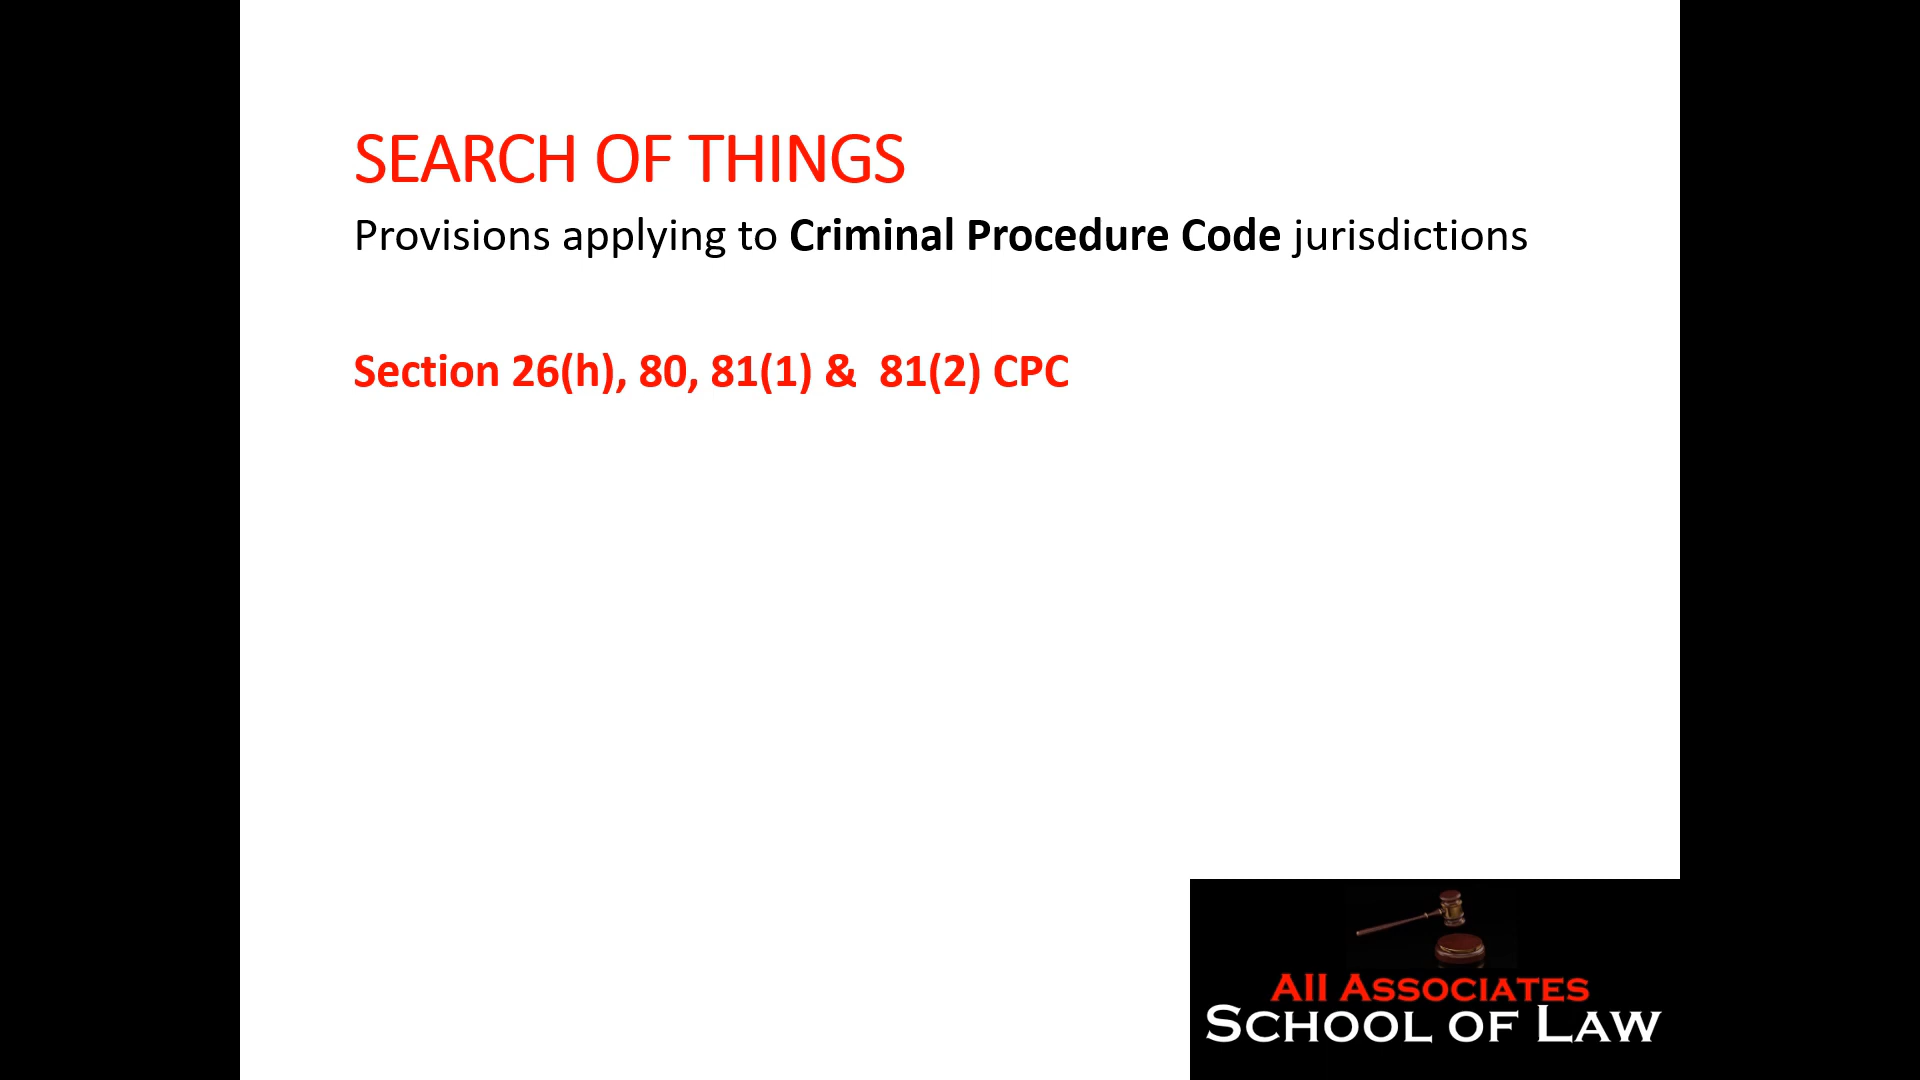 SEARCH OF THINGS
Provisions applying to Criminal Procedure Code jurisdictions
Section 26(h), 80, 81(1) & 81(2) CPC
AII ASSOCIATES
SCHOOL OF LAW